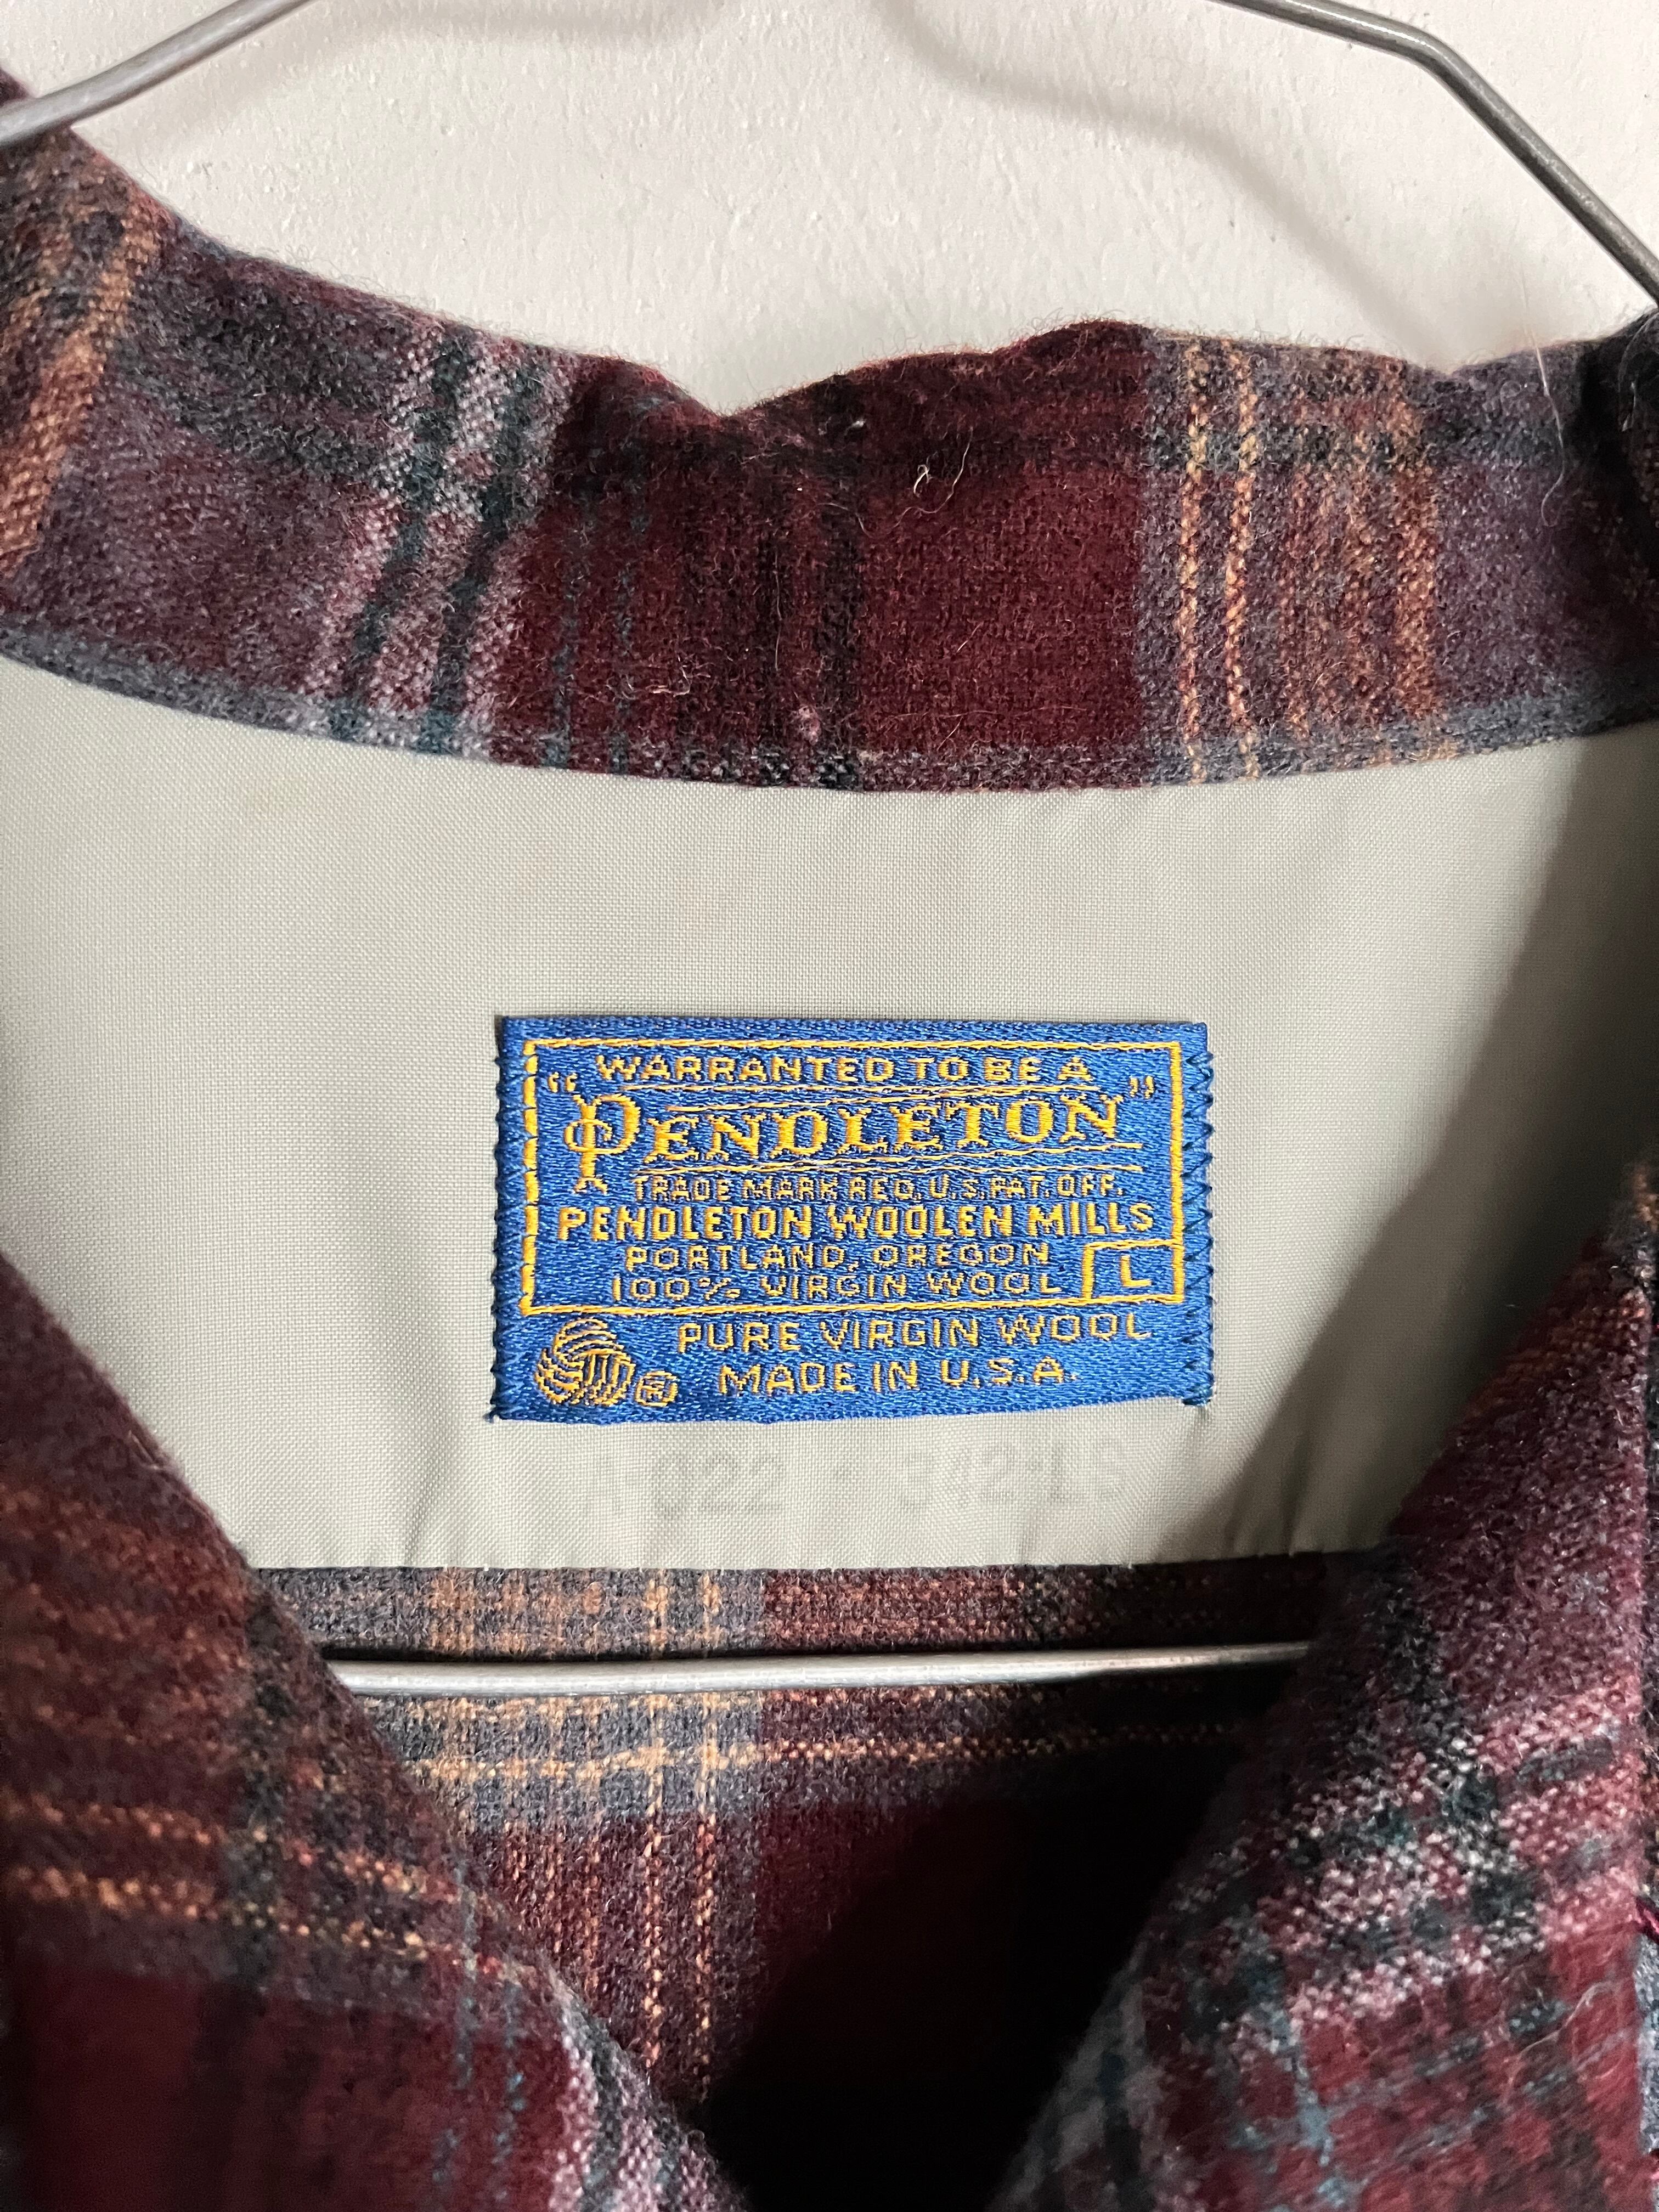 WARRANTED TO BE A
"PENDLETON"
TRADE MARK REG. U.S. PAT. OFF.
PENDLETON WOOLEN MILLS
PORTLAND, OREGON
100% VIRGIN WOOL L
PURE VIRGIN WOOL
® MADE IN U.S.A.
022